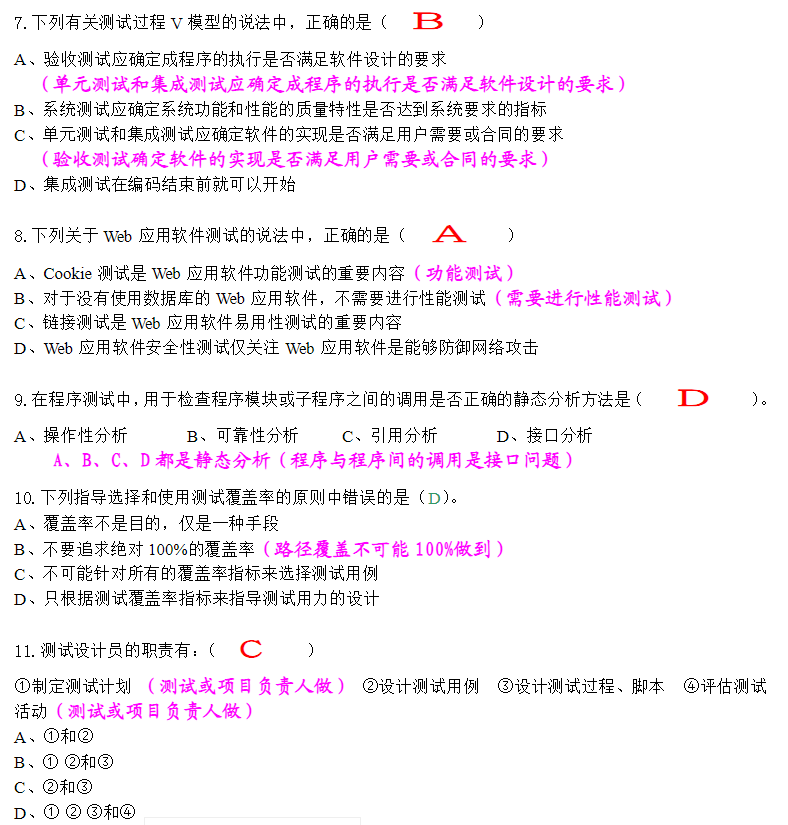 7.下列有关测试过程 V 模型的说法中，正确的是（ B ）
A、验收测试应确定成程序的执行是否满足软件设计的要求
（单元测试和集成测试应确定成程序的执行是否满足软件设计的要求）
B、系统测试应确定系统功能和性能的质量特性是否达到系统要求的指标
C、单元测试和集成测试应确定软件的实现是否满足用户需要或合同的要求
（验收测试确定软件的实现是否满足用户需要或合同的要求）
D、集成测试在编码结束前就可以开始
8.下列关于 Web 应用软件测试的说法中，正确的是（ A ）
A、Cookie 测试是 Web 应用软件功能测试的重要内容（功能测试）
B、对于没有使用数据库的 Web 应用软件，不需要进行性能测试（需要进行性能测试）
C、链接测试是 Web 应用软件易用性测试的重要内容
D、Web 应用软件安全性测试仅关注 Web 应用软件是能够防御网络攻击
9.在程序测试中，用于检查程序模块或子程序之间的调用是否正确的静态分析方法是（ D ）。
A、操作性分析 B、可靠性分析 C、引用分析 D、接口分析
A、B、C、D 都是静态分析（程序与程序间的调用是接口问题）
10.下列指导选择和使用测试覆盖率的原则中错误的是（D）。
A、覆盖率不是目的，仅是一种手段
B、不要追求绝对 100%的覆盖率（路径覆盖不可能 100%做到）
C、不可能针对所有的覆盖率指标来选择测试用例
D、只根据测试覆盖率指标来指导测试用力的设计
11.测试设计员的职责有：（ C ）
①制定测试计划 （测试或项目负责人做） ②设计测试用例 ③设计测试过程、脚本 ④评估测试
活动（测试或项目负责人做）
A、①和②
B、① ②和③
C、②和③
D、① ② ③和④